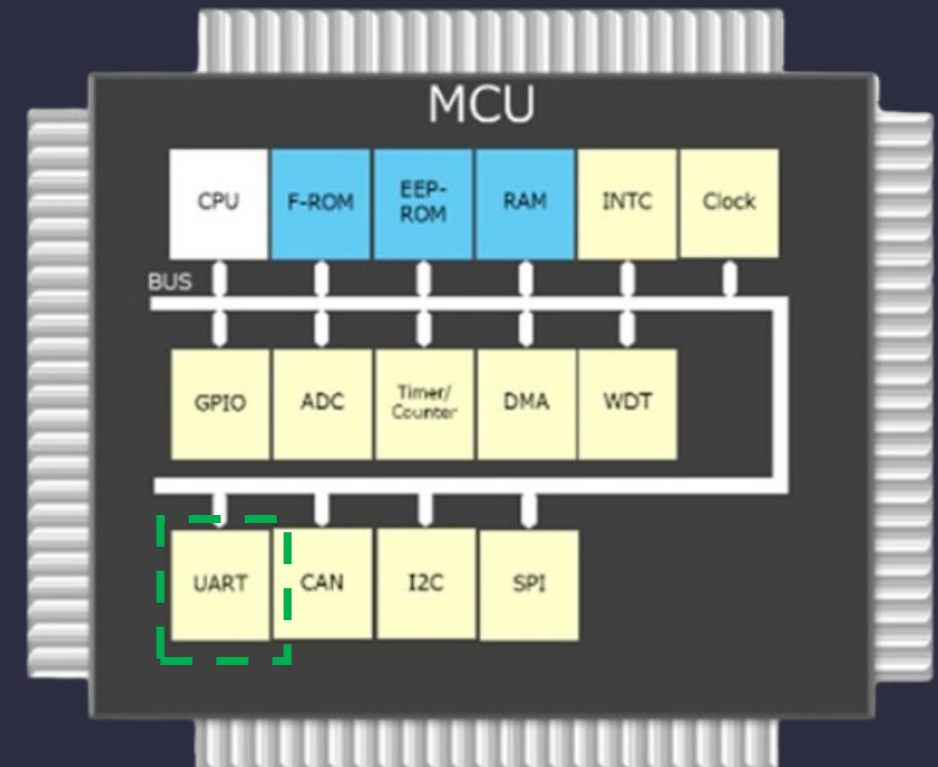 MCU
CPU
F-ROM
EEP-
ROM
RAM
INTC
Clock
BUS
GPIO
ADC
Timer/
Counter
DMA
WDT
UART
CAN
I2C
SPI